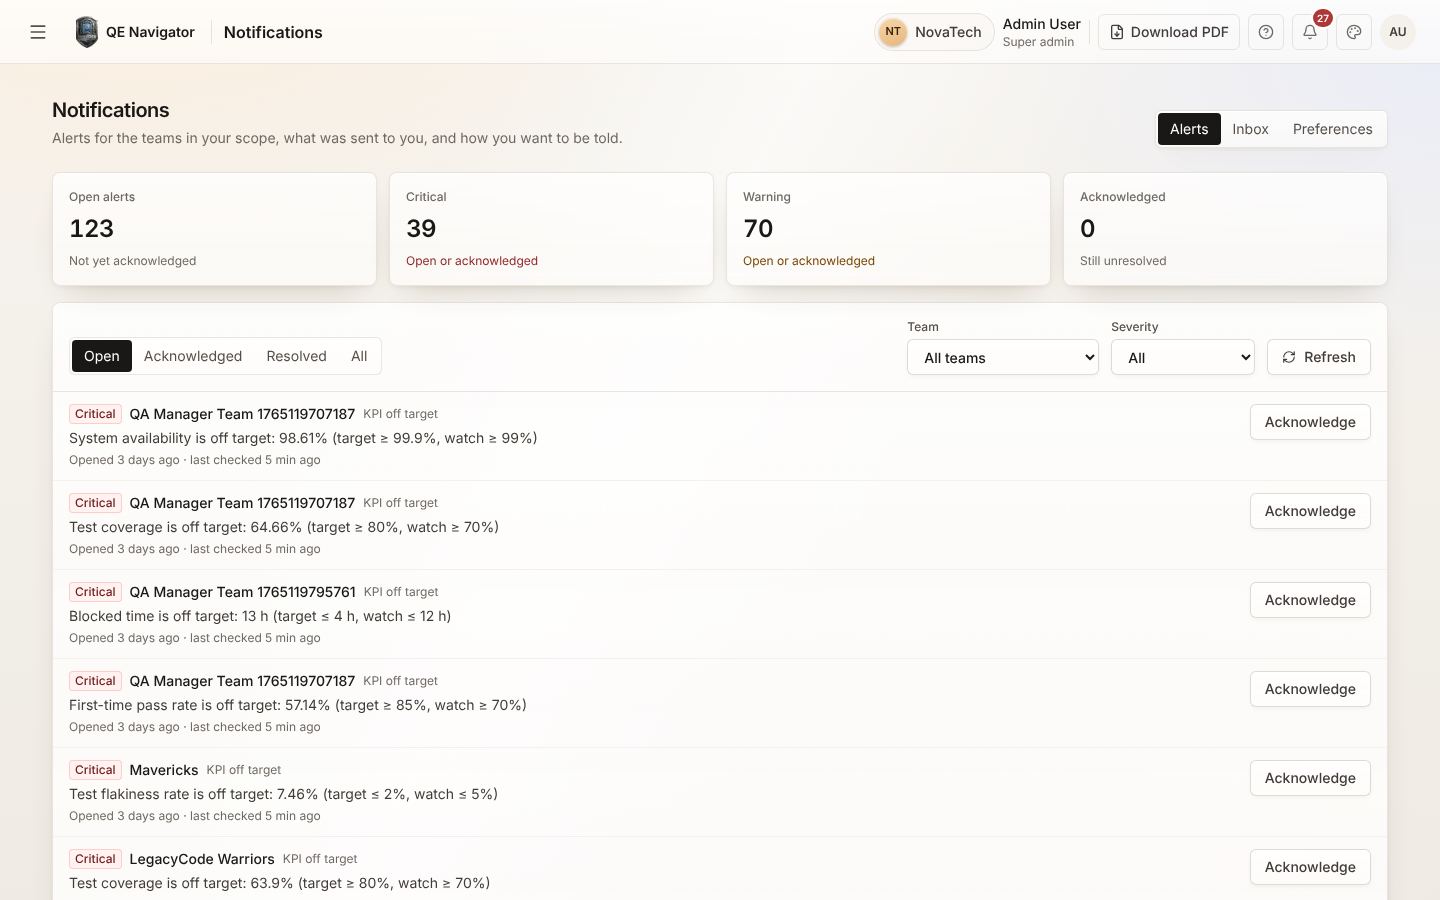 QE Navigator
Notifications
NT
NovaTech
Admin User
Super admin
Download PDF
27
AU
Notifications
Alerts for the teams in your scope, what was sent to you, and how you want to be told.
Alerts
Inbox
Preferences
Open alerts
123
Not yet acknowledged
Critical
39
Open or acknowledged
Warning
70
Open or acknowledged
Acknowledged
0
Still unresolved
Open
Acknowledged
Resolved
All
Team
All teams
Severity
All
Refresh
Critical QA Manager Team 1765119707187 KPI off target
System availability is off target: 98.61% (target ≥ 99.9%, watch ≥ 99%)
Opened 3 days ago · last checked 5 min ago
Acknowledge
Critical QA Manager Team 1765119707187 KPI off target
Test coverage is off target: 64.66% (target ≥ 80%, watch ≥ 70%)
Opened 3 days ago · last checked 5 min ago
Acknowledge
Critical QA Manager Team 1765119795761 KPI off target
Blocked time is off target: 13 h (target ≤ 4 h, watch ≤ 12 h)
Opened 3 days ago · last checked 5 min ago
Acknowledge
Critical QA Manager Team 1765119707187 KPI off target
First-time pass rate is off target: 57.14% (target ≥ 85%, watch ≥ 70%)
Opened 3 days ago · last checked 5 min ago
Acknowledge
Critical Mavericks KPI off target
Test flakiness rate is off target: 7.46% (target ≤ 2%, watch ≤ 5%)
Opened 3 days ago · last checked 5 min ago
Acknowledge
Critical LegacyCode Warriors KPI off target
Test coverage is off target: 63.9% (target ≥ 80%, watch ≥ 70%)
Acknowledge